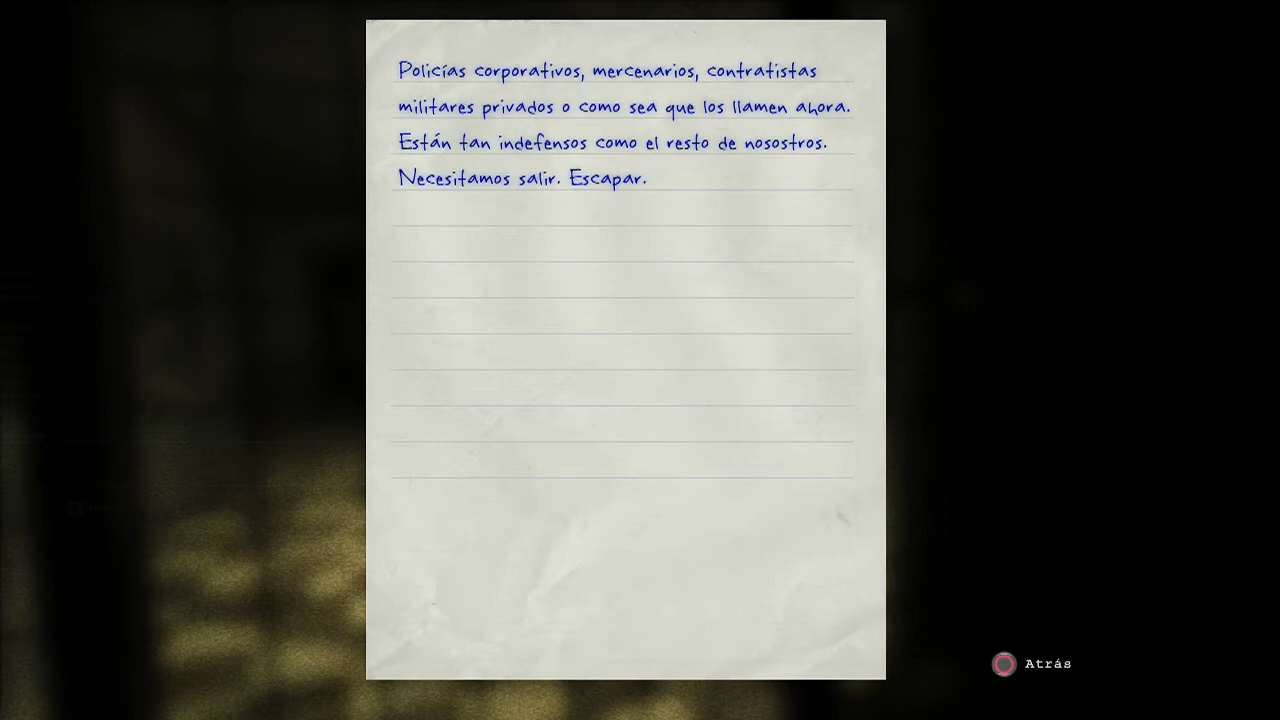 Policías corporativos, mercenarios, contratistas
militares privados o como sea que los llamen ahora.
Están tan indefensos como el resto de nosostros.
Necesitamos salir. Escapar.
Atrás